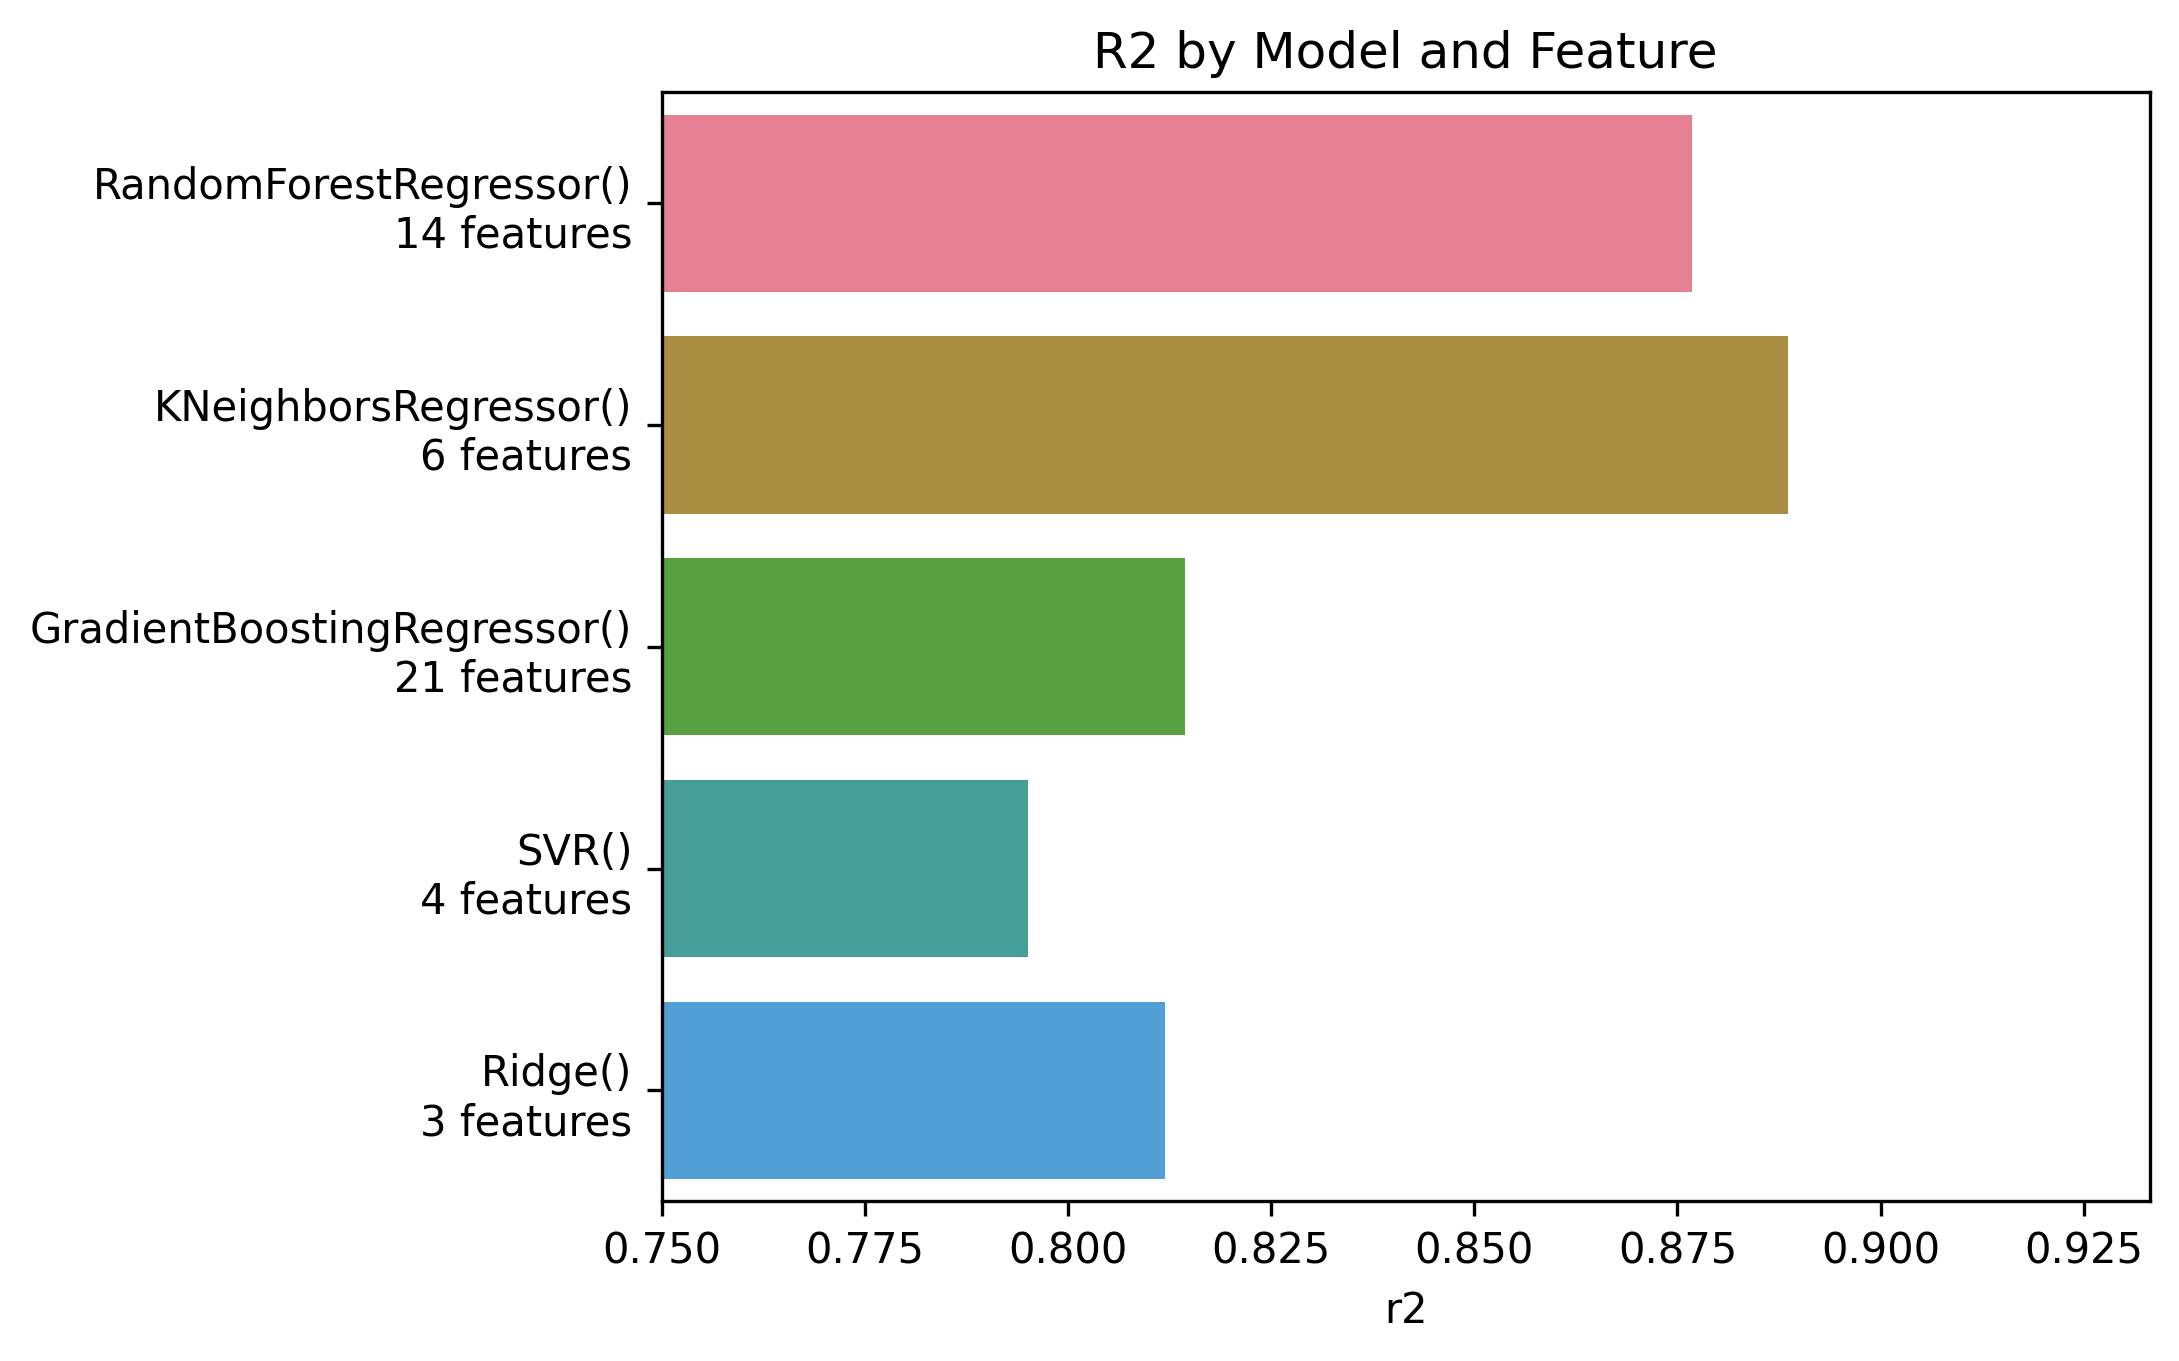 R2 by Model and Feature
RandomForestRegressor()
14 features
KNeighborsRegressor()
6 features
GradientBoostingRegressor()
21 features
SVR()
4 features
Ridge()
3 features
0.750 0.775 0.800 0.825 0.850 0.875 0.900 0.925
r2